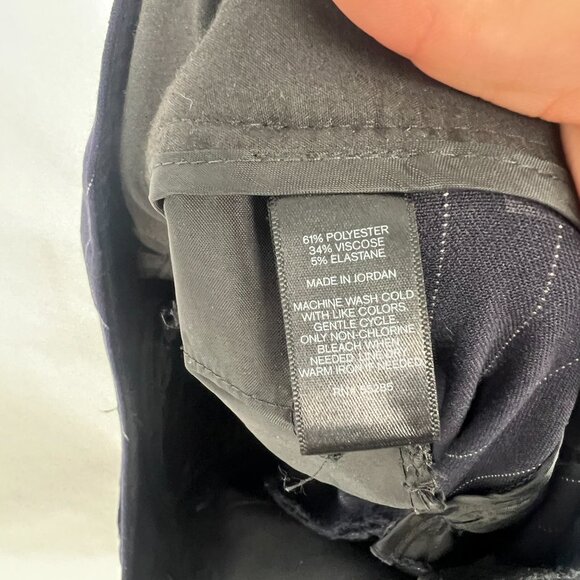 61% POLYESTER
34% VISCOSE
5% ELASTANE
MADE IN JORDAN
MACHINE WASH COLD
WITH LIKE COLORS.
GENTLE CYCLE.
ONLY NON-CHLORINE
BLEACH WHEN
NEEDED. LINE DRY.
WARM IRON IF NEEDED.